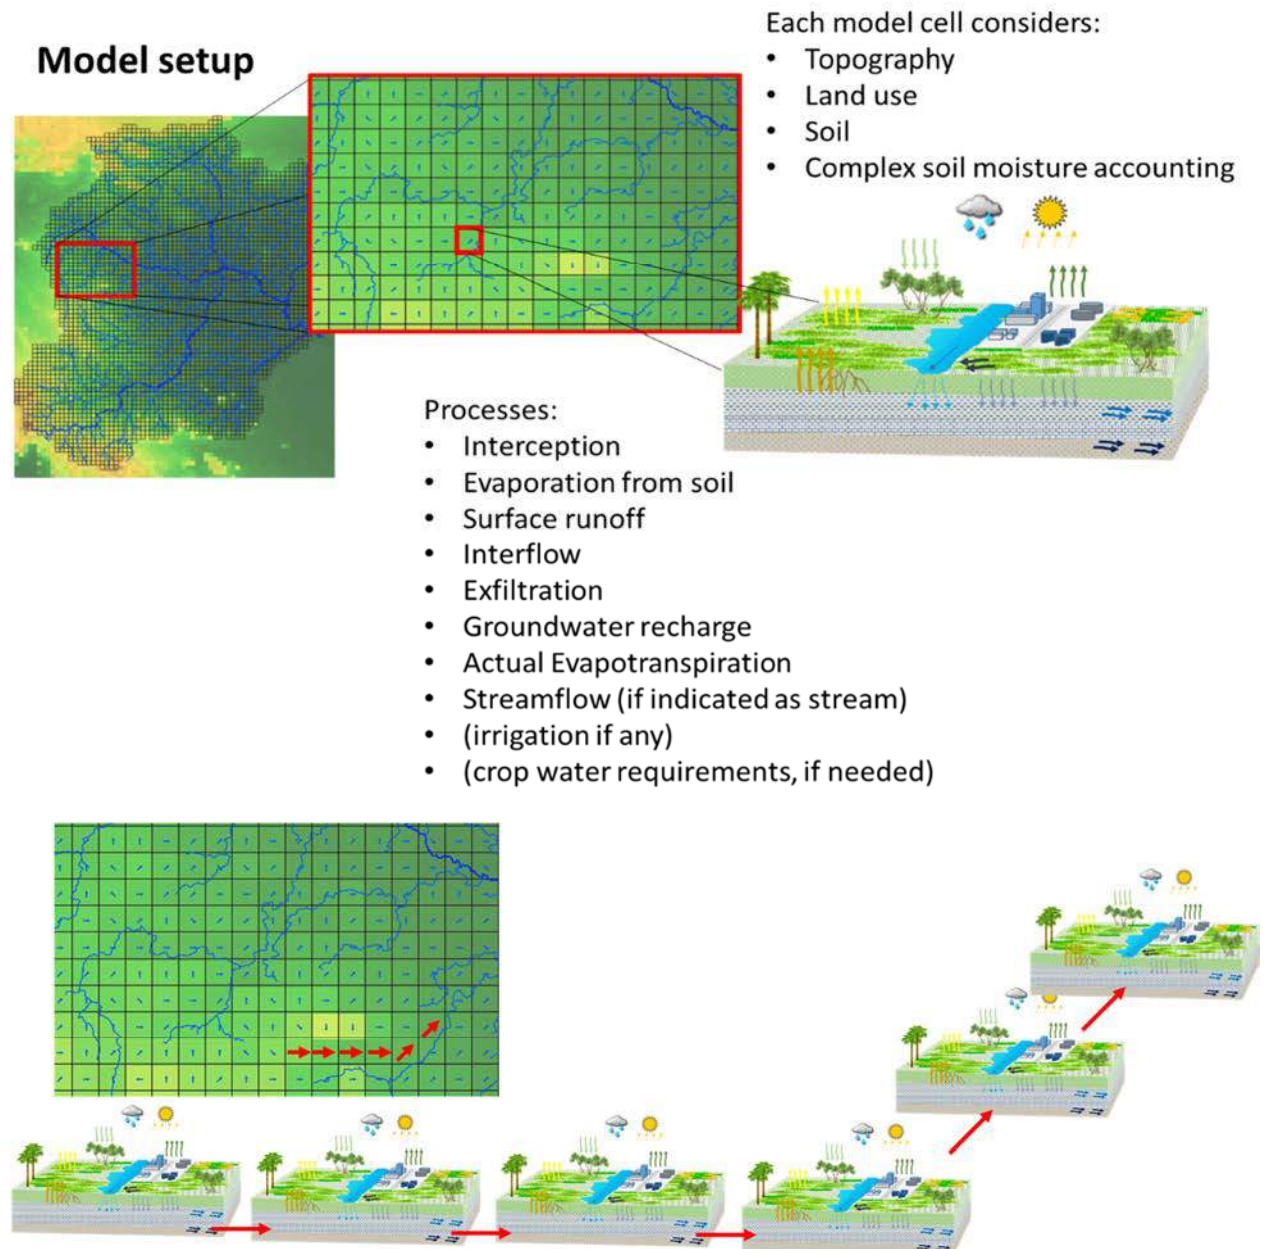 Model setup
Each model cell considers:
• Topography
• Land use
• Soil
• Complex soil moisture accounting
Processes:
• Interception
• Evaporation from soil
• Surface runoff
• Interflow
• Exfiltration
• Groundwater recharge
• Actual Evapotranspiration
• Streamflow (if indicated as stream)
• (irrigation if any)
• (crop water requirements, if needed)